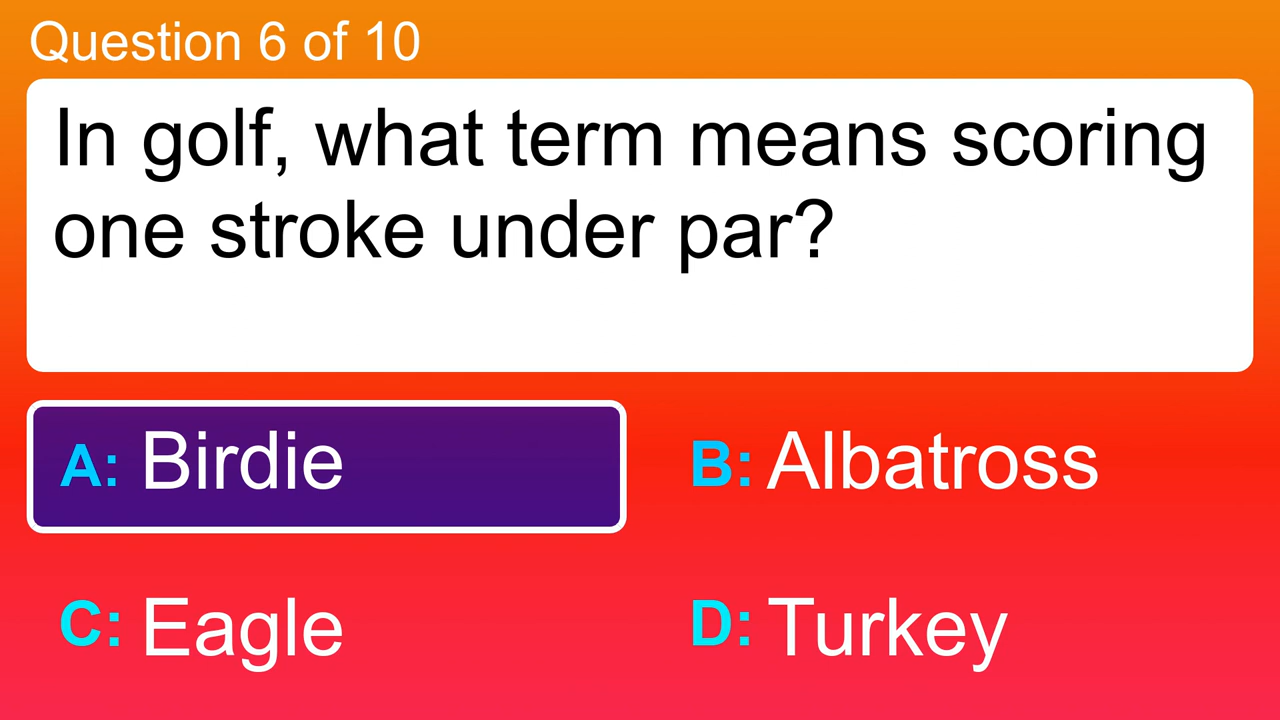 Question 6 of 10
In golf, what term means scoring
one stroke under par?
A: Birdie
B: Albatross
C: Eagle
D: Turkey